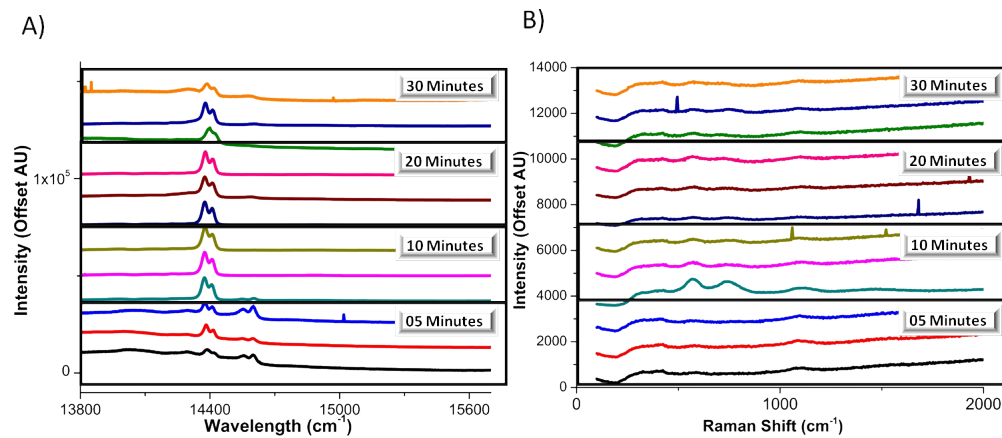 A)
30 Minutes
20 Minutes
10 Minutes
05 Minutes
1x10⁵
0
13800 14400 15000 15600
Wavelength (cm⁻¹)
Intensity (Offset AU)
B)
30 Minutes
20 Minutes
10 Minutes
05 Minutes
14000
12000
10000
8000
6000
4000
2000
0
0 1000 2000
Raman Shift (cm⁻¹)
Intensity (Offset AU)